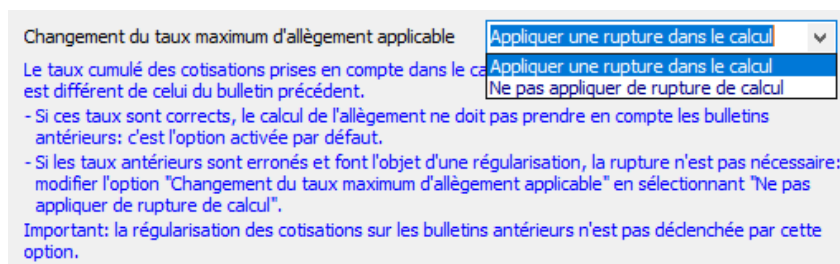 Changement du taux maximum d'allègement applicable Appliquer une rupture dans le calcul
Appliquer une rupture dans le calcul
Ne pas appliquer de rupture de calcul
Le taux cumulé des cotisations prises en compte dans le ca
est différent de celui du bulletin précédent.
- Si ces taux sont corrects, le calcul de l'allègement ne doit pas prendre en compte les bulletins
antérieurs: c'est l'option activée par défaut.
- Si les taux antérieurs sont erronés et font l'objet d'une régularisation, la rupture n'est pas nécessaire:
modifier l'option "Changement du taux maximum d'allègement applicable" en sélectionnant "Ne pas
appliquer de rupture de calcul".
Important: la régularisation des cotisations sur les bulletins antérieurs n'est pas déclenchée par cette
option.